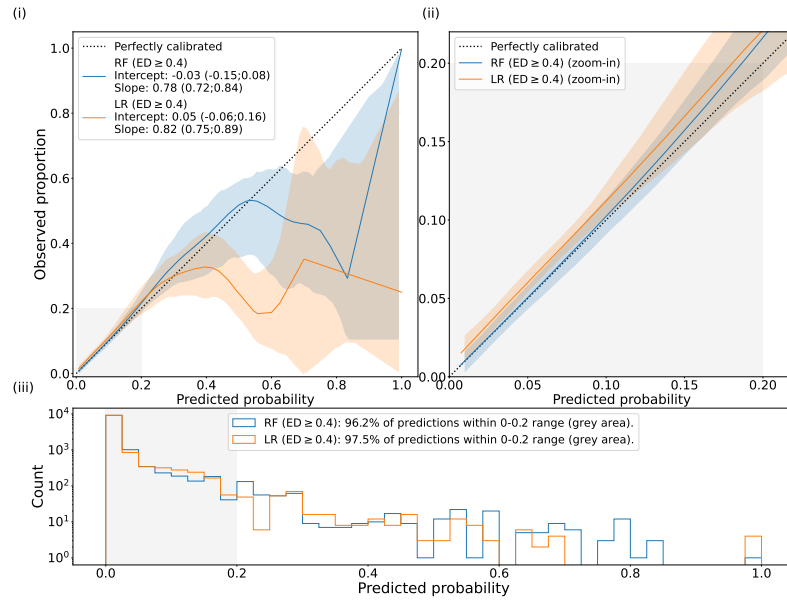 (i)
Perfectly calibrated
RF (ED ≥ 0.4)
Intercept: -0.03 (-0.15;0.08)
Slope: 0.78 (0.72;0.84)
LR (ED ≥ 0.4)
Intercept: 0.05 (-0.06;0.16)
Slope: 0.82 (0.75;0.89)
Observed proportion
1.0
0.8
0.6
0.4
0.2
0.0
0.0 0.2 0.4 0.6 0.8 1.0
Predicted probability
(ii)
Perfectly calibrated
RF (ED ≥ 0.4) (zoom-in)
LR (ED ≥ 0.4) (zoom-in)
0.20
0.15
0.10
0.05
0.00
0.00 0.05 0.10 0.15 0.20
Predicted probability
(iii)
RF (ED ≥ 0.4): 96.2% of predictions within 0-0.2 range (grey area).
LR (ED ≥ 0.4): 97.5% of predictions within 0-0.2 range (grey area).
Count
10⁴
10³
10²
10¹
10⁰
0.0 0.2 0.4 0.6 0.8 1.0
Predicted probability